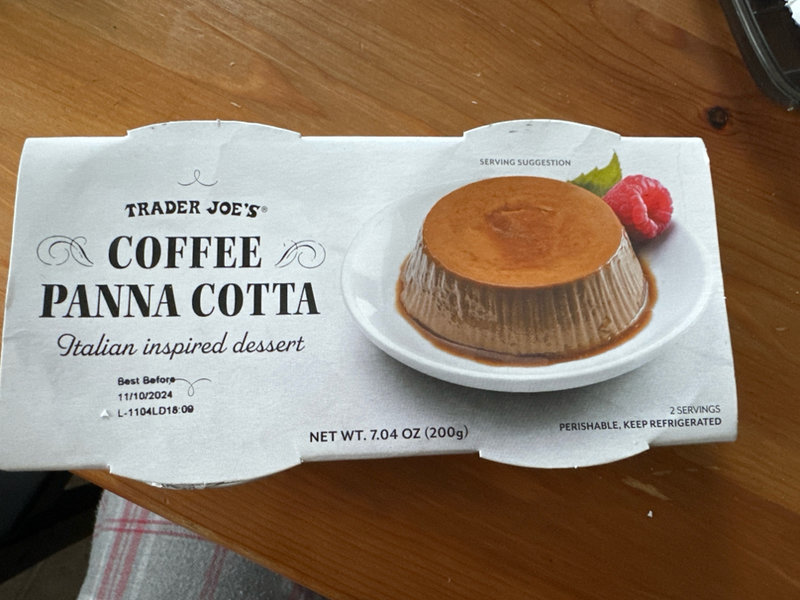 TRADER JOE'S®
COFFEE
PANNA COTTA
Italian inspired dessert
Best Before
11/10/2024
L-1104LD18:09
NET WT. 7.04 OZ (200g)
SERVING SUGGESTION
2 SERVINGS
PERISHABLE, KEEP REFRIGERATED